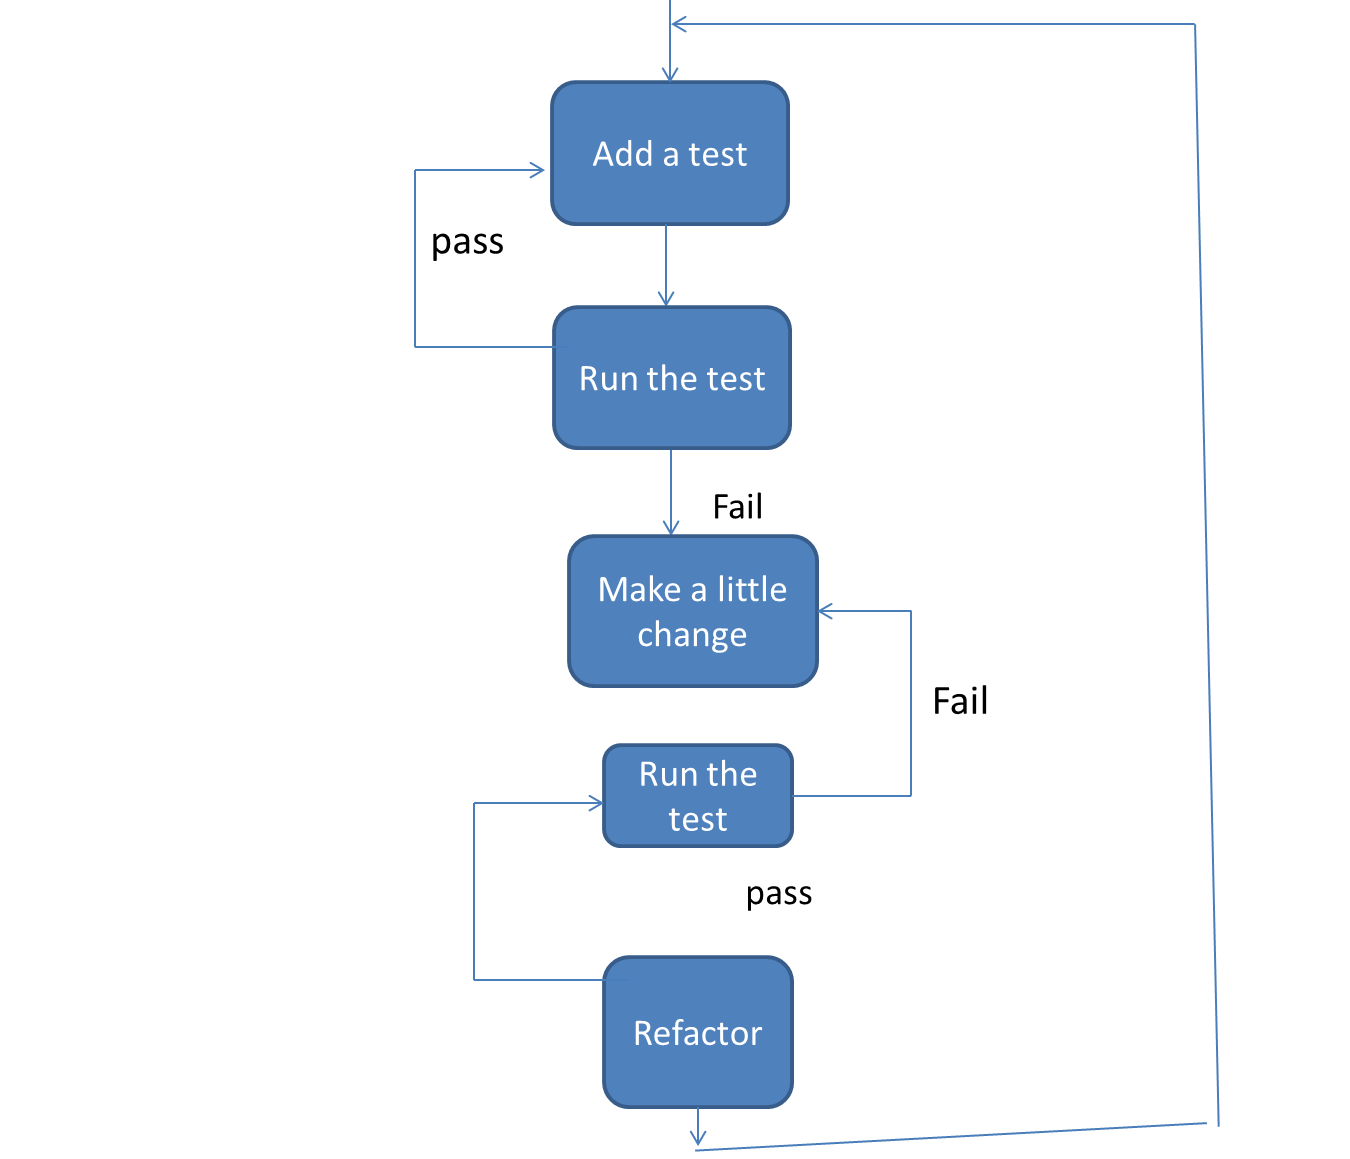 Add a test
pass
Run the test
Fail
Make a little
change
Fail
Run the
test
pass
Refactor